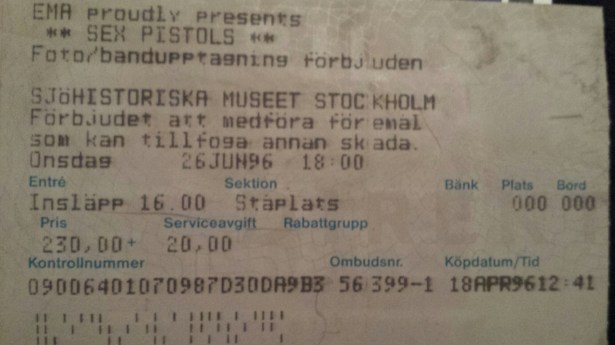 EMA proudly presents
** SEX PISTOLS **
Foto/bandupptagning förbjuden
SJÖHISTORISKA MUSEET STOCKHOLM
Förbjudet att medföra föremål
som kan tillfoga annan skada.
Onsdag 26JUN96 18:00
Entré Sektion Bänk Plats Bord
Insläpp 16.00 Ståplats 000 000
Pris Serviceavgift Rabattgrupp
230,00+ 20,00
Kontrollnummer Ombudsnr. Köpdatum/Tid
09006401070987D30DA9B3 56 399-1 18APR9612:41